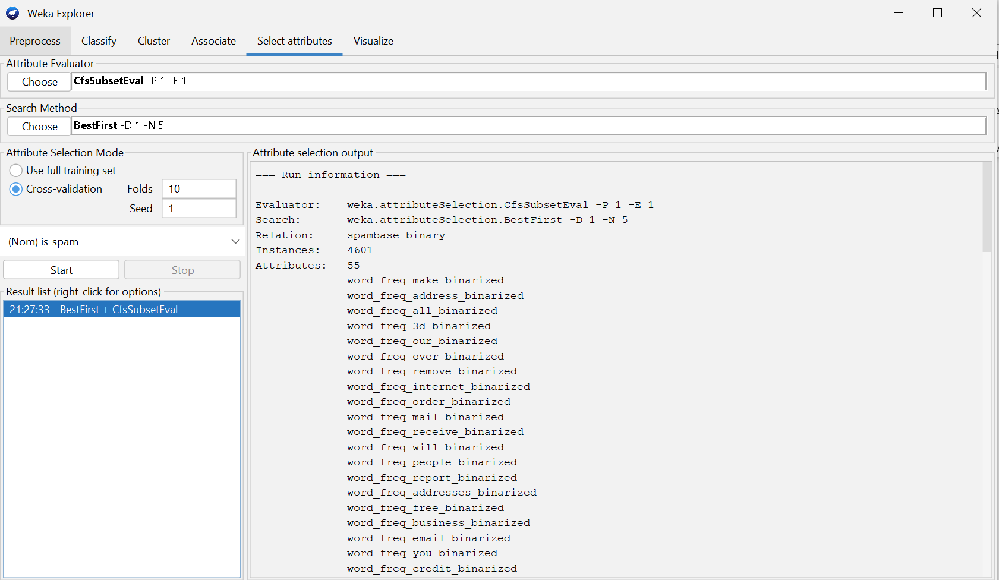 Weka Explorer
Preprocess Classify Cluster Associate Select attributes Visualize
Attribute Evaluator
Choose CfsSubsetEval -P 1 -E 1
Search Method
Choose BestFirst -D 1 -N 5
Attribute Selection Mode
Use full training set
Cross-validation Folds 10
Seed 1
(Nom) is_spam
Start Stop
Result list (right-click for options)
21:27:33 - BestFirst + CfsSubsetEval
Attribute selection output
=== Run information ===
Evaluator: weka.attributeSelection.CfsSubsetEval -P 1 -E 1
Search: weka.attributeSelection.BestFirst -D 1 -N 5
Relation: spambase_binary
Instances: 4601
Attributes: 55
word_freq_make_binarized
word_freq_address_binarized
word_freq_all_binarized
word_freq_3d_binarized
word_freq_our_binarized
word_freq_over_binarized
word_freq_remove_binarized
word_freq_internet_binarized
word_freq_order_binarized
word_freq_mail_binarized
word_freq_receive_binarized
word_freq_will_binarized
word_freq_people_binarized
word_freq_report_binarized
word_freq_addresses_binarized
word_freq_free_binarized
word_freq_business_binarized
word_freq_email_binarized
word_freq_you_binarized
word_freq_credit_binarized